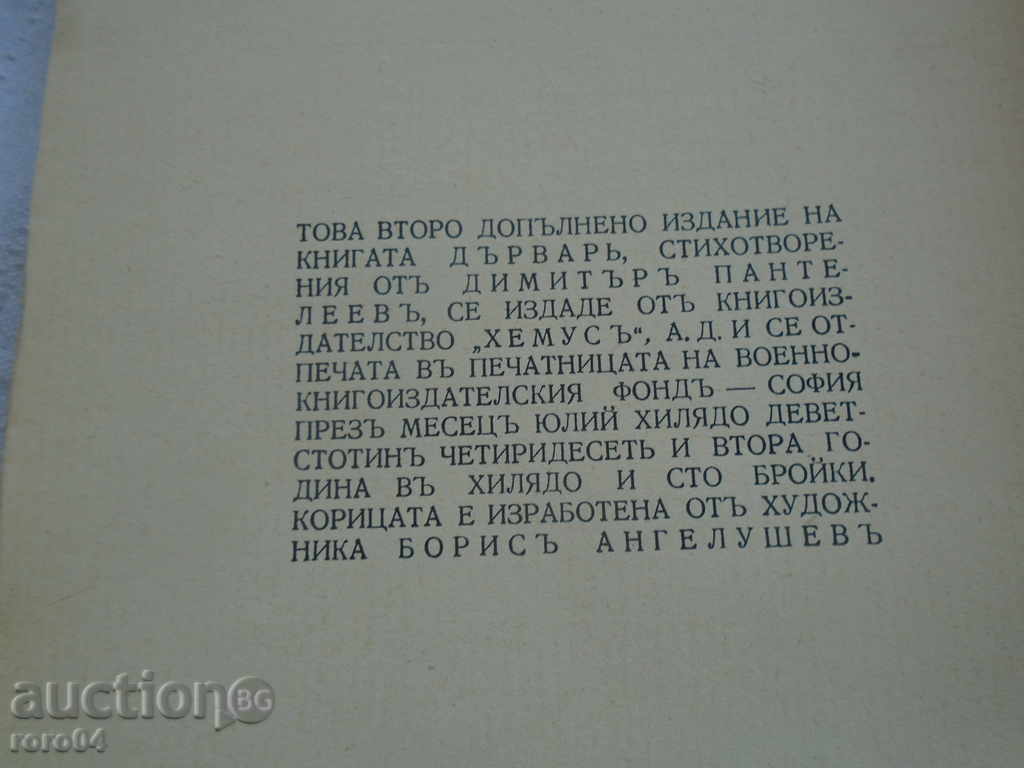 ТОВА ВТОРО ДОПЪЛНЕНО ИЗДАНИЕ НА
КНИГАТА ДЪРВАРЬ, СТИХОТВОРЕ-
НИЯ ОТЪ ДИМИТЪРЪ ПАНТЕ-
ЛЕЕВЪ, СЕ ИЗДАДЕ ОТЪ КНИГОИЗ-
ДАТЕЛСТВО „ХЕМУСЪ“, А. Д. И СЕ ОТ-
ПЕЧАТА ВЪ ПЕЧАТНИЦАТА НА ВОЕННО-
КНИГОИЗДАТЕЛСКИЯ ФОНДЪ — СОФИЯ
ПРЕЗЪ МЕСЕЦЪ ЮЛИЙ ХИЛЯДО ДЕВЕТ-
СТОТИНЪ ЧЕТИРИДЕСЕТЬ И ВТОРА ГО-
ДИНА ВЪ ХИЛЯДО И СТО БРОЙКИ.
КОРИЦАТА Е ИЗРАБОТЕНА ОТЪ ХУДОЖ-
НИКА БОРИСЪ АНГЕЛУШЕВЪ
auction BG
roro04